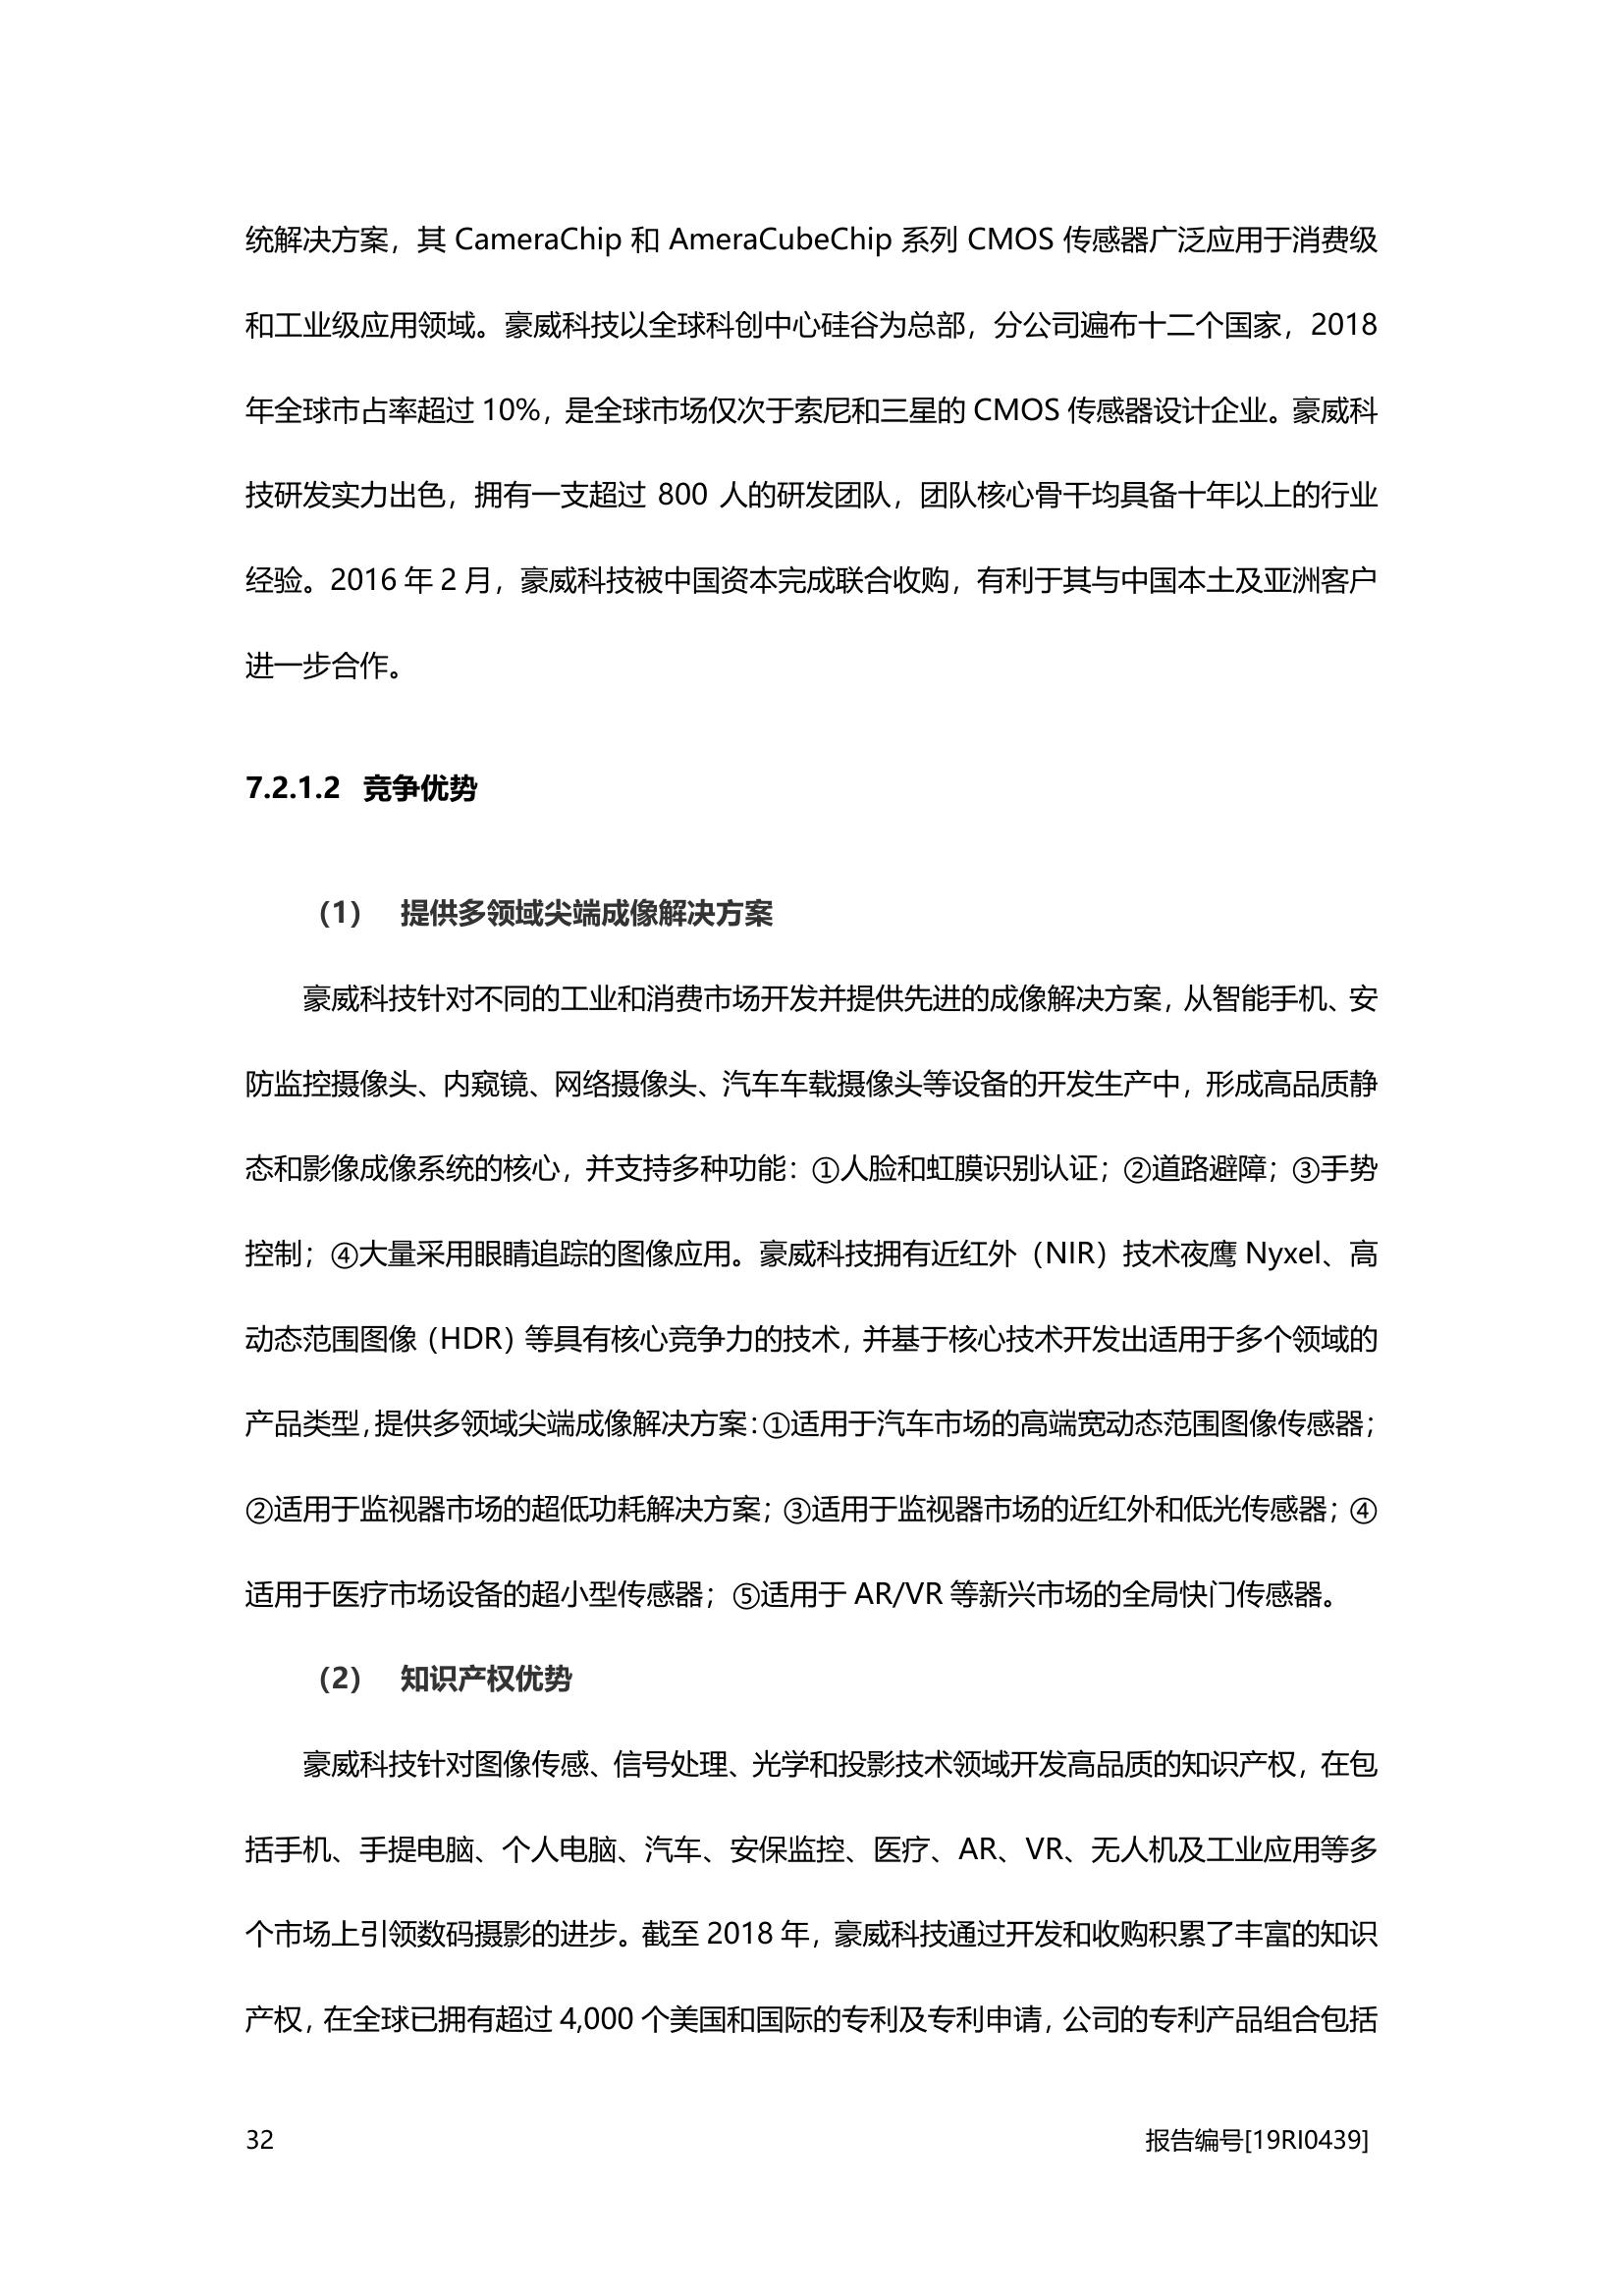 统解决方案，其 CameraChip 和 AmeraCubeChip 系列 CMOS 传感器广泛应用于消费级
和工业级应用领域。豪威科技以全球科创中心硅谷为总部，分公司遍布十二个国家，2018
年全球市占率超过 10%，是全球市场仅次于索尼和三星的 CMOS 传感器设计企业。豪威科
技研发实力出色，拥有一支超过 800 人的研发团队，团队核心骨干均具备十年以上的行业
经验。2016 年 2 月，豪威科技被中国资本完成联合收购，有利于其与中国本土及亚洲客户
进一步合作。
7.2.1.2 竞争优势
（1） 提供多领域尖端成像解决方案
豪威科技针对不同的工业和消费市场开发并提供先进的成像解决方案，从智能手机、安
防监控摄像头、内窥镜、网络摄像头、汽车车载摄像头等设备的开发生产中，形成高品质静
态和影像成像系统的核心，并支持多种功能：①人脸和虹膜识别认证；②道路避障；③手势
控制；④大量采用眼睛追踪的图像应用。豪威科技拥有近红外（NIR）技术夜鹰 Nyxel、高
动态范围图像（HDR）等具有核心竞争力的技术，并基于核心技术开发出适用于多个领域的
产品类型，提供多领域尖端成像解决方案：①适用于汽车市场的高端宽动态范围图像传感器；
②适用于监视器市场的超低功耗解决方案；③适用于监视器市场的近红外和低光传感器；④
适用于医疗市场设备的超小型传感器；⑤适用于 AR/VR 等新兴市场的全局快门传感器。
（2） 知识产权优势
豪威科技针对图像传感、信号处理、光学和投影技术领域开发高品质的知识产权，在包
括手机、手提电脑、个人电脑、汽车、安保监控、医疗、AR、VR、无人机及工业应用等多
个市场上引领数码摄影的进步。截至 2018 年，豪威科技通过开发和收购积累了丰富的知识
产权，在全球已拥有超过 4,000 个美国和国际的专利及专利申请，公司的专利产品组合包括
32 报告编号[19RI0439]